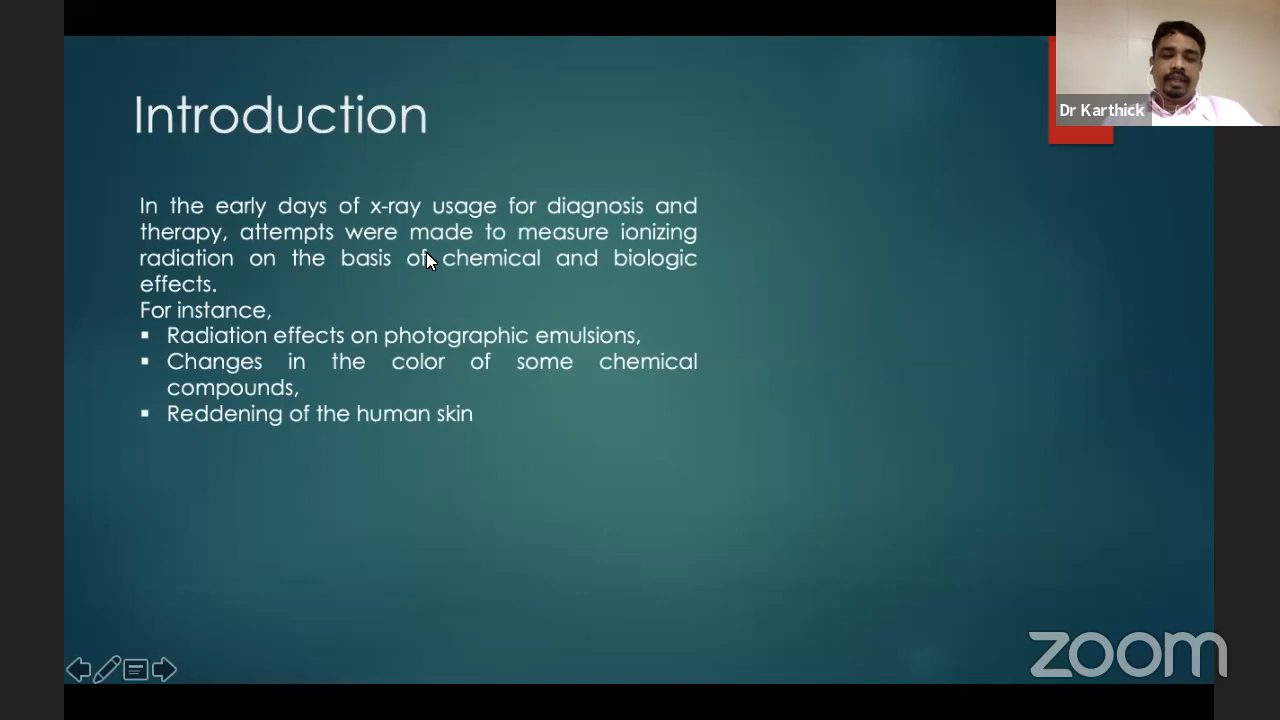 Dr Karthick
Introduction
In the early days of x-ray usage for diagnosis and
therapy, attempts were made to measure ionizing
radiation on the basis of chemical and biologic
effects.
For instance,
▪ Radiation effects on photographic emulsions,
▪ Changes in the color of some chemical
compounds,
▪ Reddening of the human skin
zoom